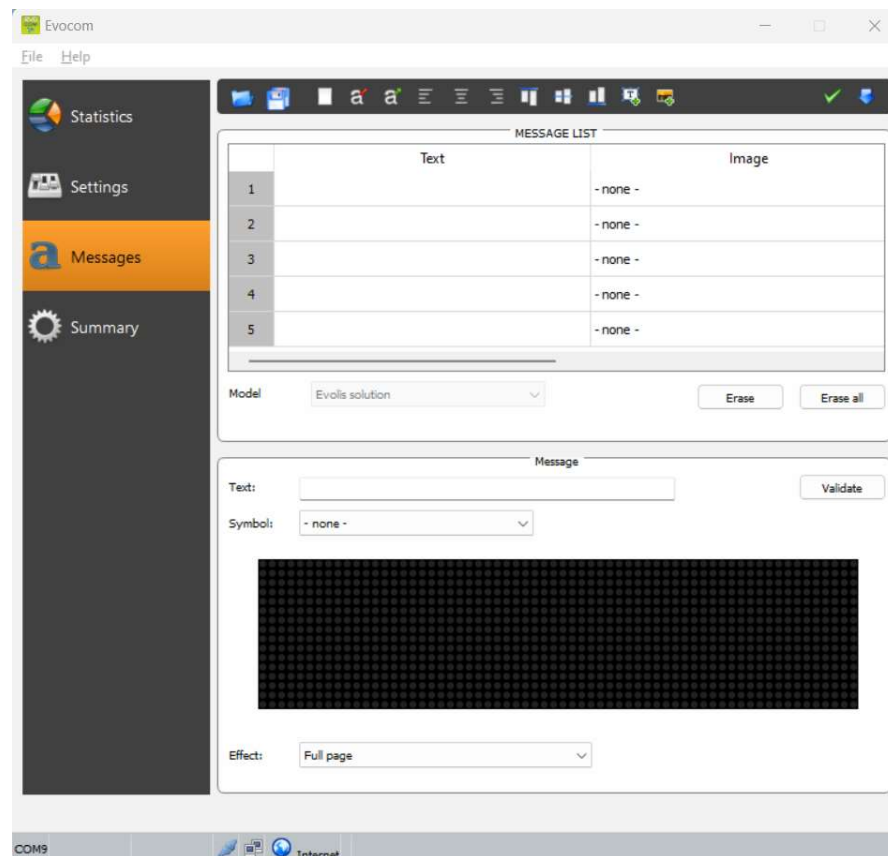 Evocom
File Help
Statistics
Settings
Messages
Summary
MESSAGE LIST
Text Image
1 - none -
2 - none -
3 - none -
4 - none -
5 - none -
Model Evolis solution Erase Erase all
Message
Text: Validate
Symbol: - none -
Effect: Full page
COM9 Internet